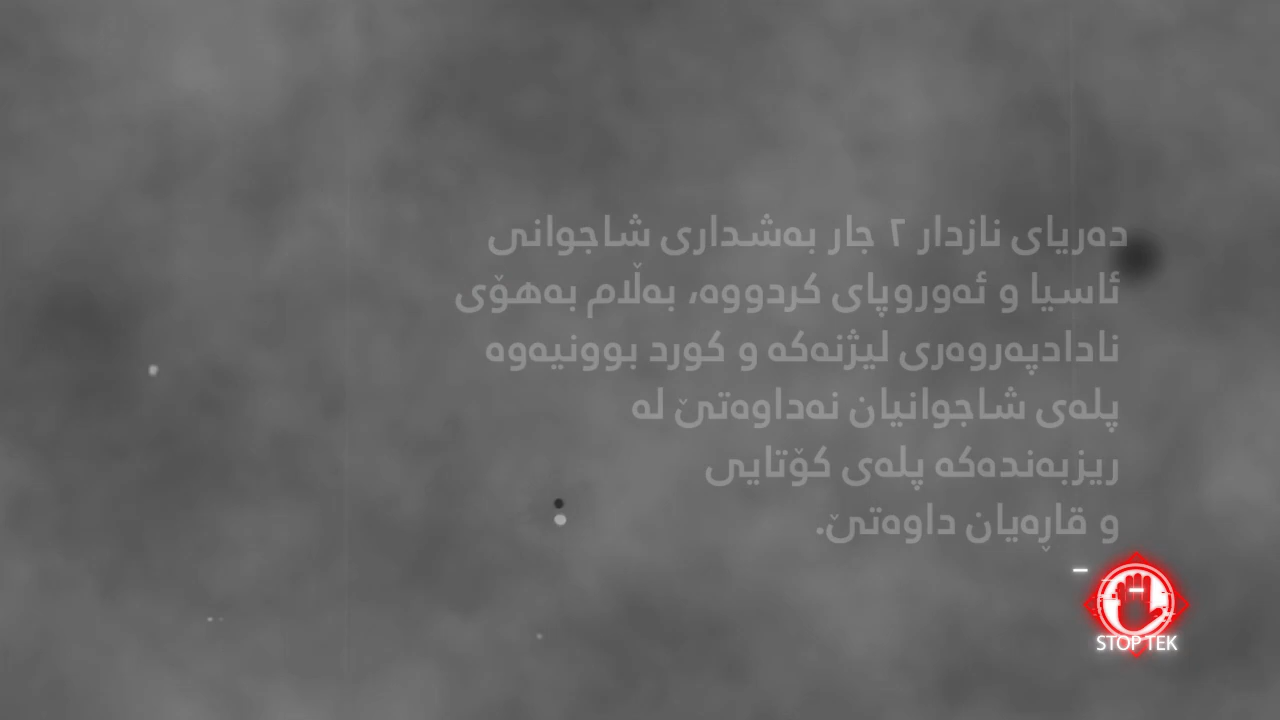 دەریای نازدار ٢ جار بەشداری شاجوانی
ئاسیا و ئەوروپای کردووە، بەڵام بەهۆی
نادادپەروەری لیژنەکە و کورد بوونیەوە
پلەی شاجوانیان نەداوەتێ لە
ریزبەندەکە پلەی کۆتایی
و قاڕەیان داوەتێ.
STOP TEK